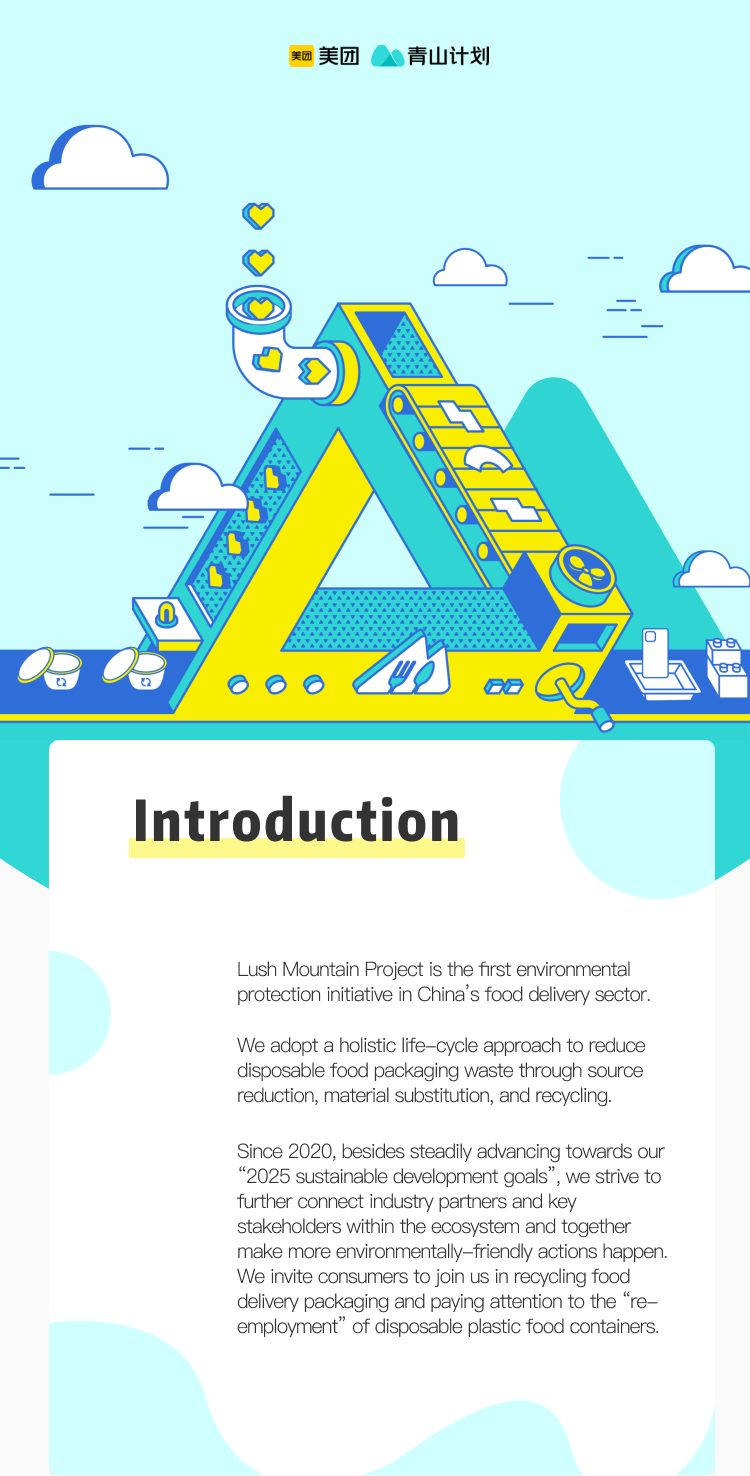 美团 美团 青山计划
Introduction
Lush Mountain Project is the first environmental
protection initiative in China's food delivery sector.
We adopt a holistic life–cycle approach to reduce
disposable food packaging waste through source
reduction, material substitution, and recycling.
Since 2020, besides steadily advancing towards our
“2025 sustainable development goals”, we strive to
further connect industry partners and key
stakeholders within the ecosystem and together
make more environmentally–friendly actions happen.
We invite consumers to join us in recycling food
delivery packaging and paying attention to the “re–
employment” of disposable plastic food containers.